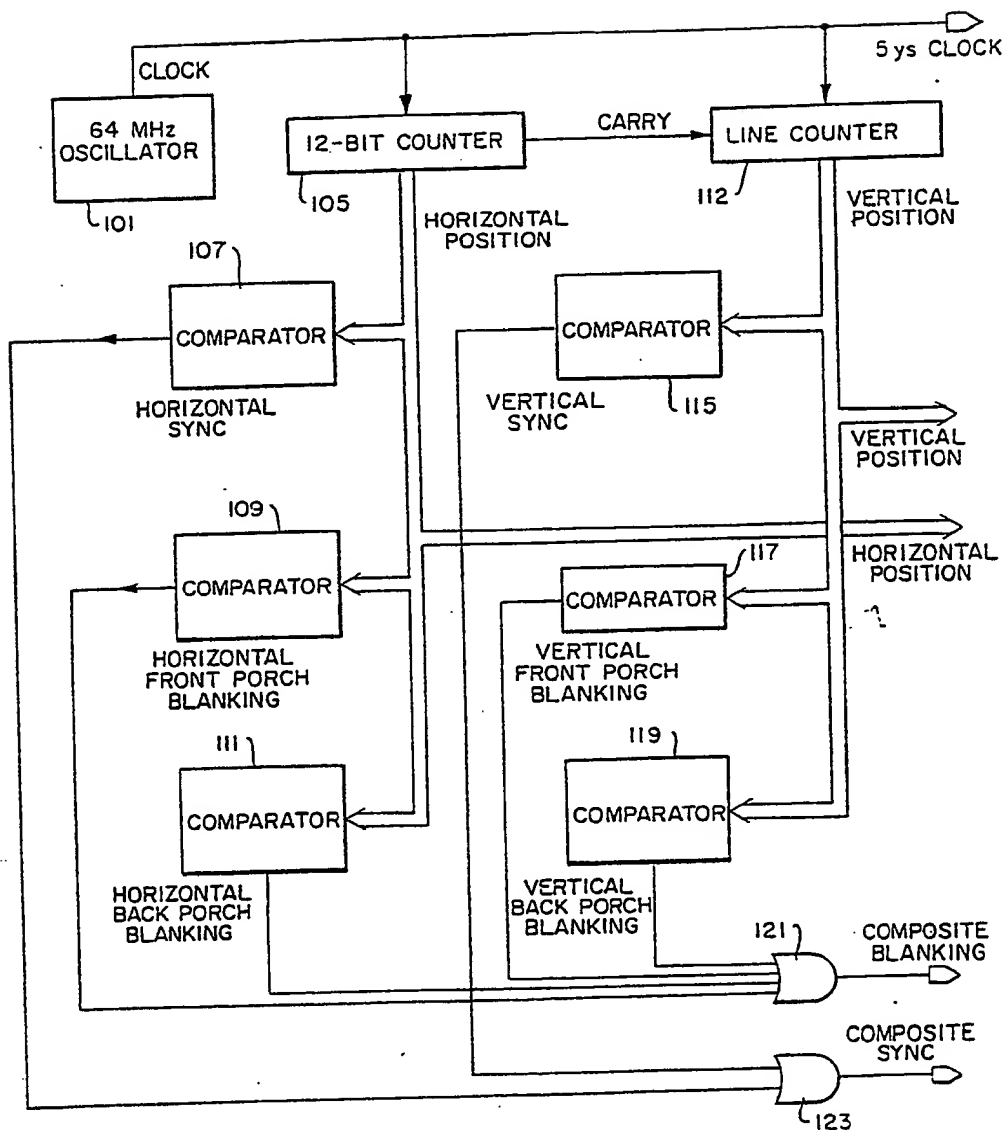 5ys CLOCK
CLOCK
64 MHz
OSCILLATOR
101
12-BIT COUNTER
105
CARRY
LINE COUNTER
112
HORIZONTAL
POSITION
VERTICAL
POSITION
107
COMPARATOR
HORIZONTAL
SYNC
COMPARATOR
115
VERTICAL
SYNC
VERTICAL
POSITION
HORIZONTAL
POSITION
109
COMPARATOR
HORIZONTAL
FRONT PORCH
BLANKING
117
COMPARATOR
VERTICAL
FRONT PORCH
BLANKING
111
COMPARATOR
HORIZONTAL
BACK PORCH
BLANKING
119
COMPARATOR
VERTICAL
BACK PORCH
BLANKING
121
COMPOSITE
BLANKING
COMPOSITE
SYNC
123